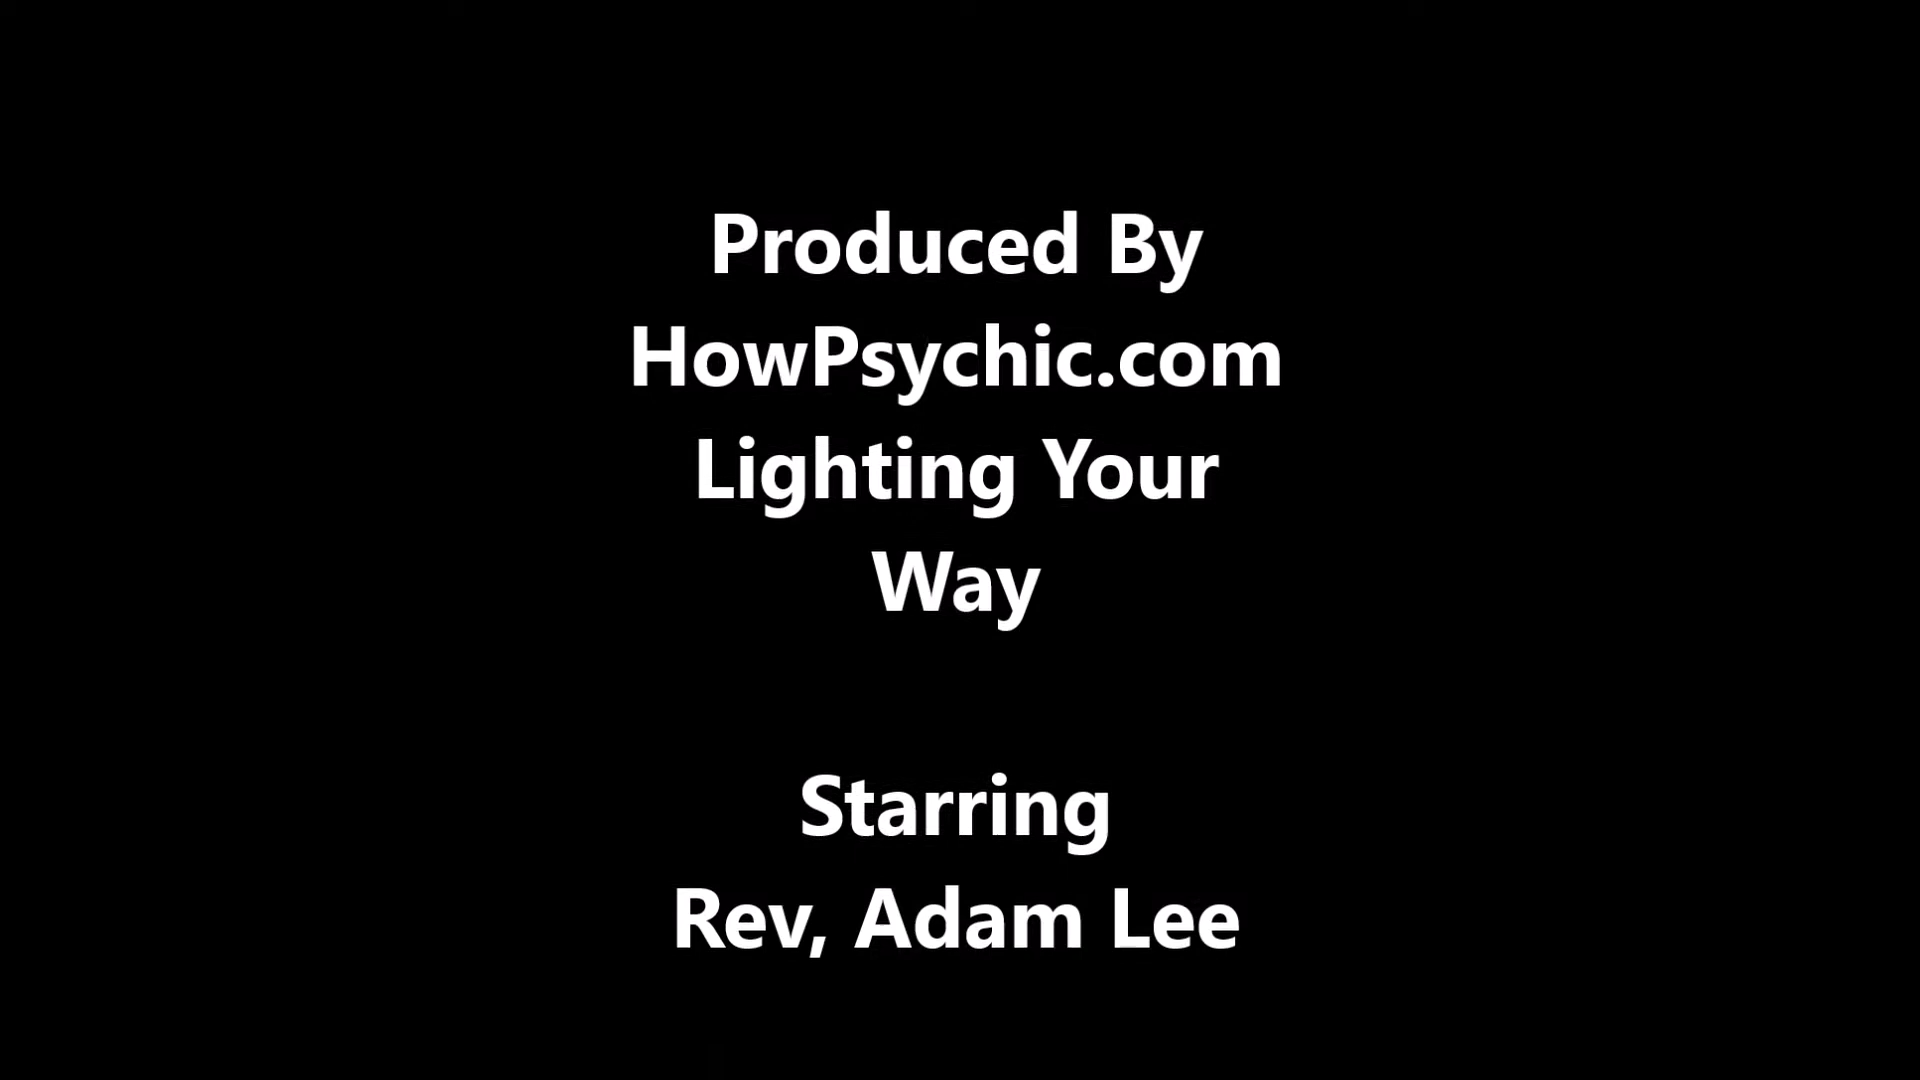 Produced By
HowPsychic.com
Lighting Your
Way
Starring
Rev, Adam Lee